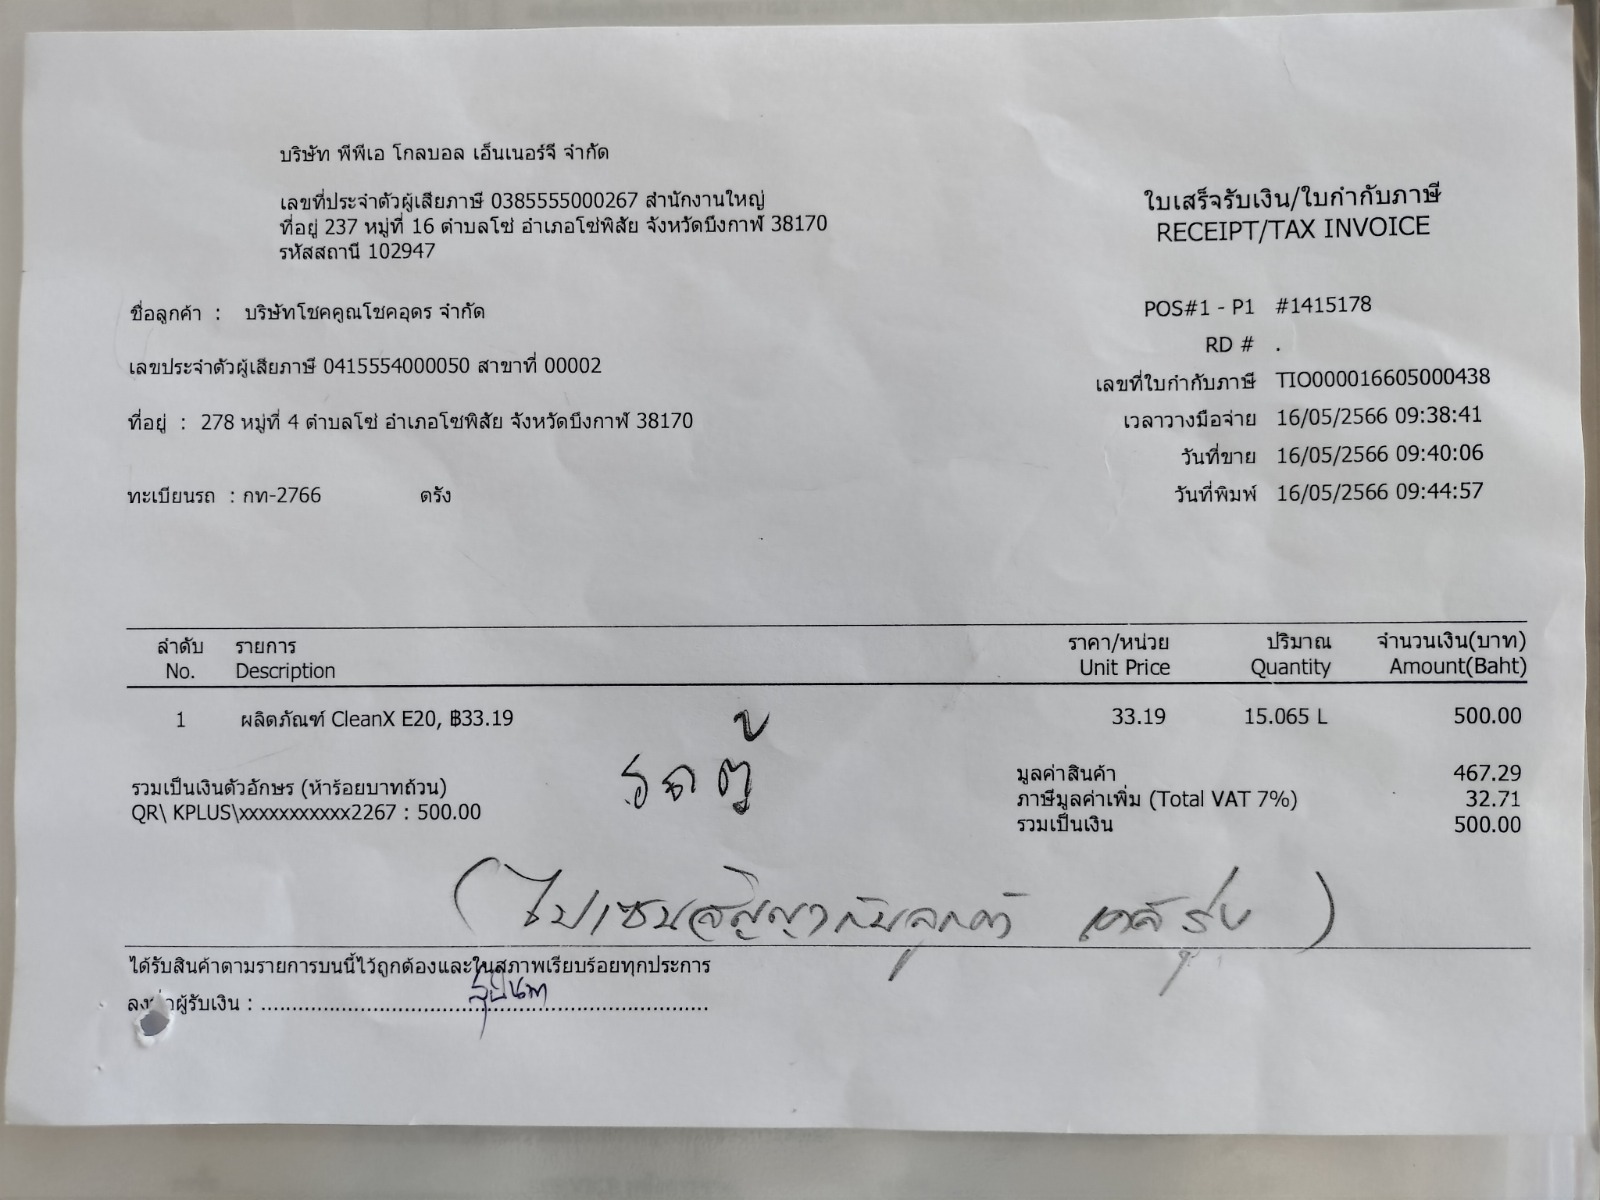 บริษัท พีพีเอ โกลบอล เอ็นเนอร์จี จำกัด
เลขที่ประจำตัวผู้เสียภาษี 0385555000267 สำนักงานใหญ่
ที่อยู่ 237 หมู่ที่ 16 ตำบลโซ่ อำเภอโซ่พิสัย จังหวัดบึงกาฬ 38170
รหัสสถานี 102947
ใบเสร็จรับเงิน/ใบกำกับภาษี
RECEIPT/TAX INVOICE
ชื่อลูกค้า : บริษัทโชคคูณโชคอุดร จำกัด
เลขประจำตัวผู้เสียภาษี 0415554000050 สาขาที่ 00002
ที่อยู่ : 278 หมู่ที่ 4 ตำบลโซ่ อำเภอโซพิสัย จังหวัดบึงกาฬ 38170
ทะเบียนรถ : กท-2766 ตรัง
POS#1 - P1 #1415178
RD # .
เลขที่ใบกำกับภาษี TIO000016605000438
เวลาวางมือจ่าย 16/05/2566 09:38:41
วันที่ขาย 16/05/2566 09:40:06
วันที่พิมพ์ 16/05/2566 09:44:57
ลำดับ รายการ ราคา/หน่วย ปริมาณ จำนวนเงิน(บาท)
No. Description Unit Price Quantity Amount(Baht)
1 ผลิตภัณฑ์ CleanX E20, ฿33.19 33.19 15.065 L 500.00
รถตู้
รวมเป็นเงินตัวอักษร (ห้าร้อยบาทถ้วน)
QR\ KPLUS\xxxxxxxxxxx2267 : 500.00
มูลค่าสินค้า 467.29
ภาษีมูลค่าเพิ่ม (Total VAT 7%) 32.71
รวมเป็นเงิน 500.00
(ไปเซนสัญญากับลูกค้า
ได้รับสินค้าตามรายการบนนี้ไว้ถูกต้องและในสภาพเรียบร้อยทุกประการ
ลงชื่อผู้รับเงิน : ........................................